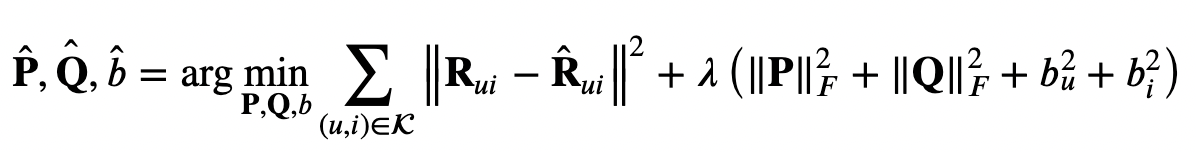 P̂, Q̂, b̂ = arg min_{P,Q,b} ∑_{(u,i)∈𝒦} ‖R_{ui} − R̂_{ui}‖² + λ (‖P‖²_F + ‖Q‖²_F + b²_u + b²_i)